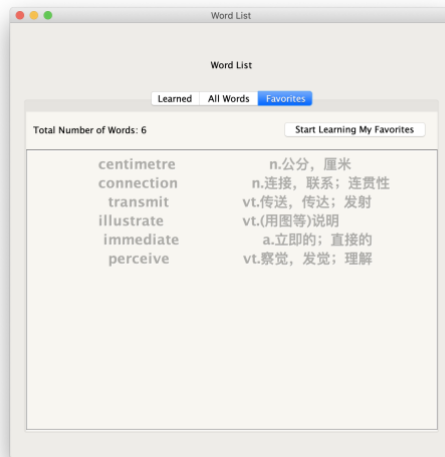 Word List
Word List
Learned All Words Favorites
Total Number of Words: 6 Start Learning My Favorites
centimetre n.公分，厘米
connection n.连接，联系；连贯性
transmit vt.传送，传达；发射
illustrate vt.(用图等)说明
immediate a.立即的；直接的
perceive vt.察觉，发觉；理解